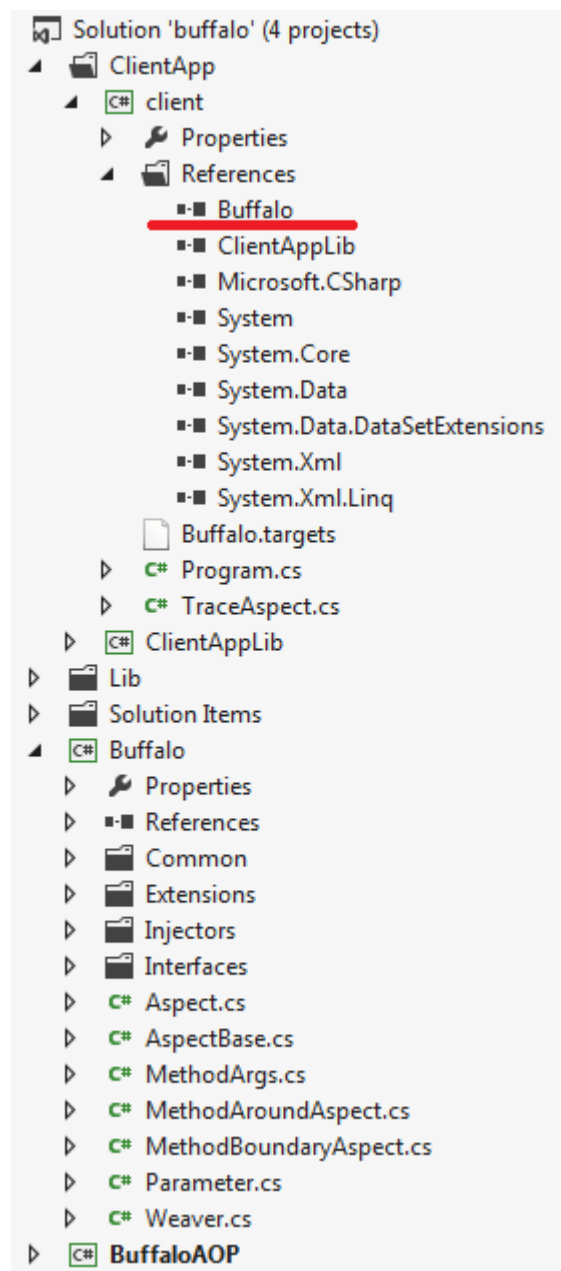 Solution 'buffalo' (4 projects)
ClientApp
C# client
Properties
References
Buffalo
ClientAppLib
Microsoft.CSharp
System
System.Core
System.Data
System.Data.DataSetExtensions
System.Xml
System.Xml.Linq
Buffalo.targets
C# Program.cs
C# TraceAspect.cs
C# ClientAppLib
Lib
Solution Items
C# Buffalo
Properties
References
Common
Extensions
Injectors
Interfaces
C# Aspect.cs
C# AspectBase.cs
C# MethodArgs.cs
C# MethodAroundAspect.cs
C# MethodBoundaryAspect.cs
C# Parameter.cs
C# Weaver.cs
C# BuffaloAOP